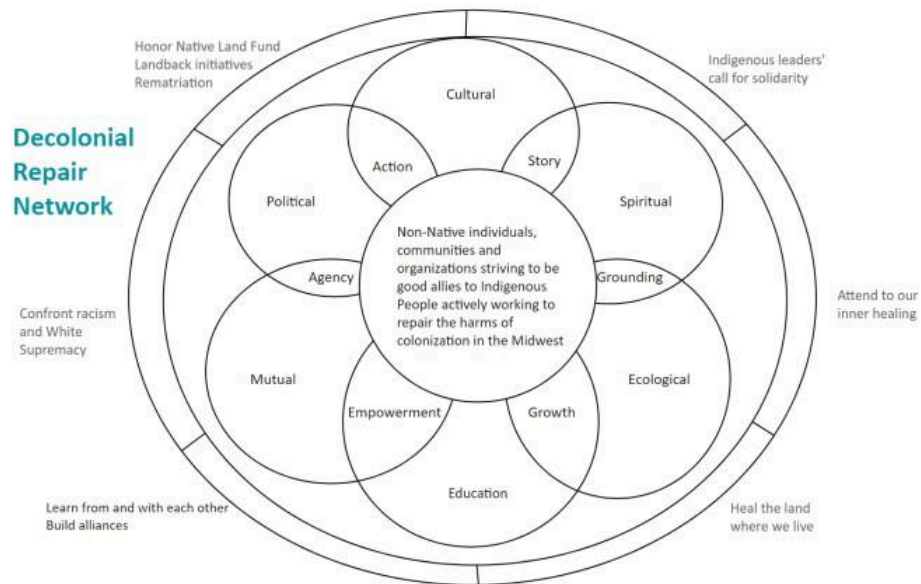 Honor Native Land Fund
Landback initiatives
Rematriation
Indigenous leaders'
call for solidarity
Decolonial
Repair
Network
Cultural
Action
Story
Political
Spiritual
Non-Native individuals,
communities and
organizations striving to be
good allies to Indigenous
People actively working to
repair the harms of
colonization in the Midwest
Agency
Grounding
Confront racism
and White
Supremacy
Attend to our
inner healing
Mutual
Ecological
Empowerment
Growth
Education
Learn from and with each other
Build alliances
Heal the land
where we live